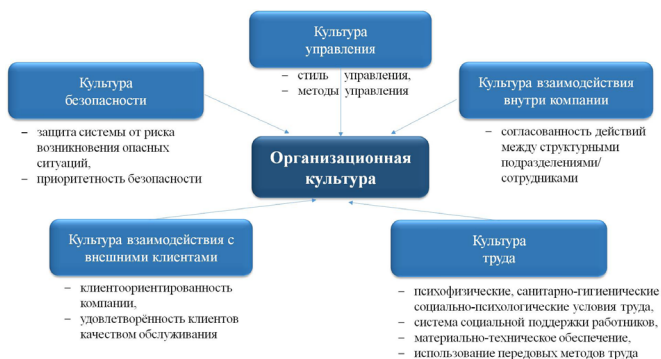 Культура
управления
– стиль управления,
– методы управления
Культура
безопасности
– защита системы от риска
возникновения опасных
ситуаций,
– приоритетность безопасности
Культура взаимодействия
внутри компании
– согласованность действий
между структурными
подразделениями/
сотрудниками
Организационная
культура
Культура взаимодействия с
внешними клиентами
– клиентоориентированность
компании,
– удовлетворённость клиентов
качеством обслуживания
Культура
труда
– психофизические, санитарно-гигиенические
социально-психологические условия труда,
– система социальной поддержки работников,
– материально-техническое обеспечение,
– использование передовых методов труда